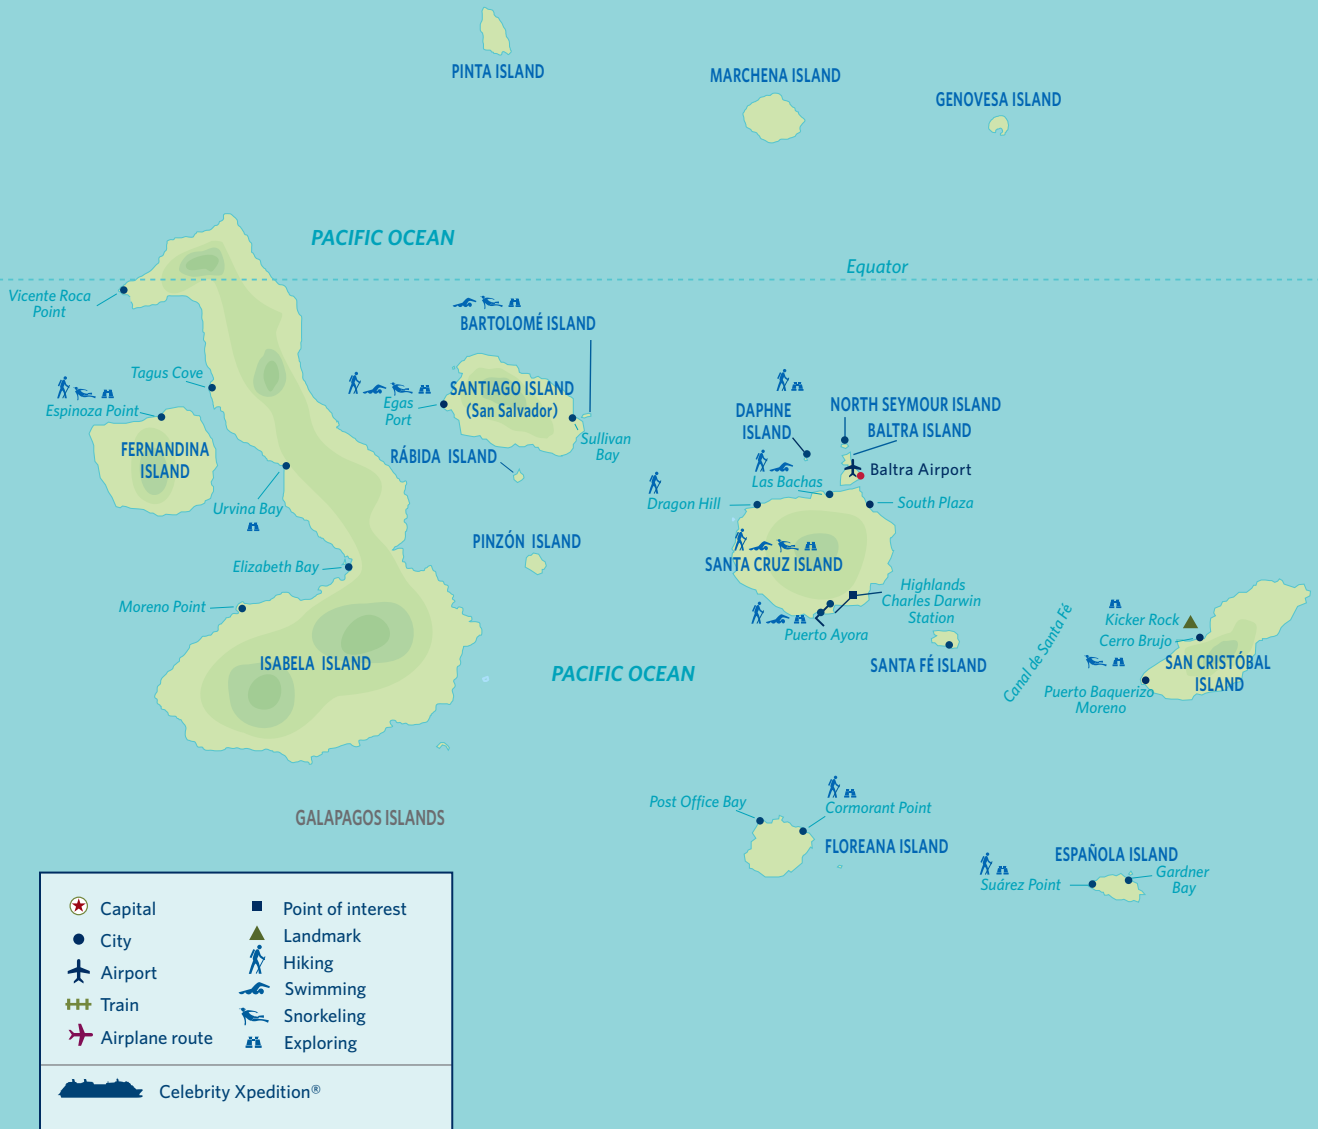 PINTA ISLAND
MARCHENA ISLAND
GENOVESA ISLAND
PACIFIC OCEAN
Equator
Vicente Roca
Point
BARTOLOMÉ ISLAND
Tagus Cove
Espinoza Point
FERNANDINA
ISLAND
Egas
Port
SANTIAGO ISLAND
(San Salvador)
Sullivan
Bay
RÁBIDA ISLAND
DAPHNE
ISLAND
NORTH SEYMOUR ISLAND
BALTRA ISLAND
Baltra Airport
Las Bachas
Dragon Hill
South Plaza
Urvina Bay
PINZÓN ISLAND
SANTA CRUZ ISLAND
Elizabeth Bay
Moreno Point
Highlands
Charles Darwin
Station
Puerto Ayora
ISABELA ISLAND
PACIFIC OCEAN
SANTA FÉ ISLAND
Canal de Santa Fé
Kicker Rock
Cerro Brujo
SAN CRISTÓBAL
ISLAND
Puerto Baquerizo
Moreno
GALAPAGOS ISLANDS
Post Office Bay
Cormorant Point
FLOREANA ISLAND
ESPAÑOLA ISLAND
Suárez Point
Gardner
Bay
Capital
City
Airport
Train
Airplane route
Point of interest
Landmark
Hiking
Swimming
Snorkeling
Exploring
Celebrity Xpedition®